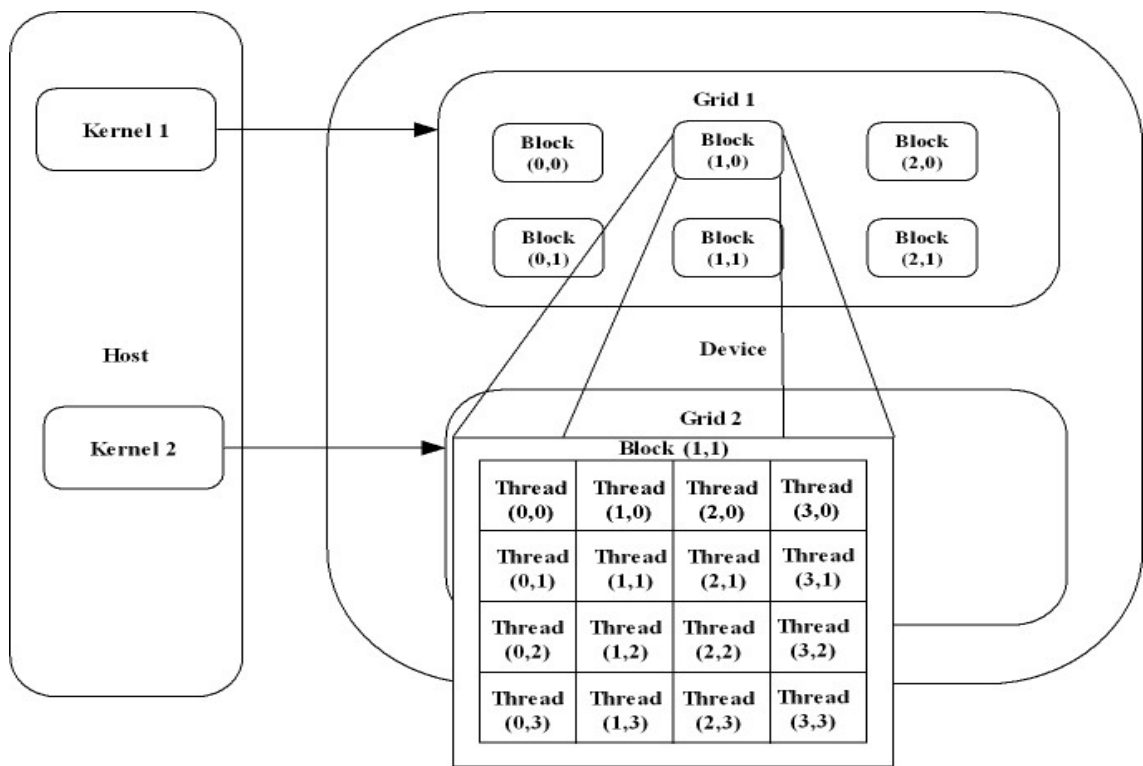 Kernel 1
Host
Kernel 2
Grid 1
Block
(0,0)
Block
(1,0)
Block
(2,0)
Block
(0,1)
Block
(1,1)
Block
(2,1)
Device
Grid 2
Block (1,1)
Thread
(0,0)
Thread
(1,0)
Thread
(2,0)
Thread
(3,0)
Thread
(0,1)
Thread
(1,1)
Thread
(2,1)
Thread
(3,1)
Thread
(0,2)
Thread
(1,2)
Thread
(2,2)
Thread
(3,2)
Thread
(0,3)
Thread
(1,3)
Thread
(2,3)
Thread
(3,3)